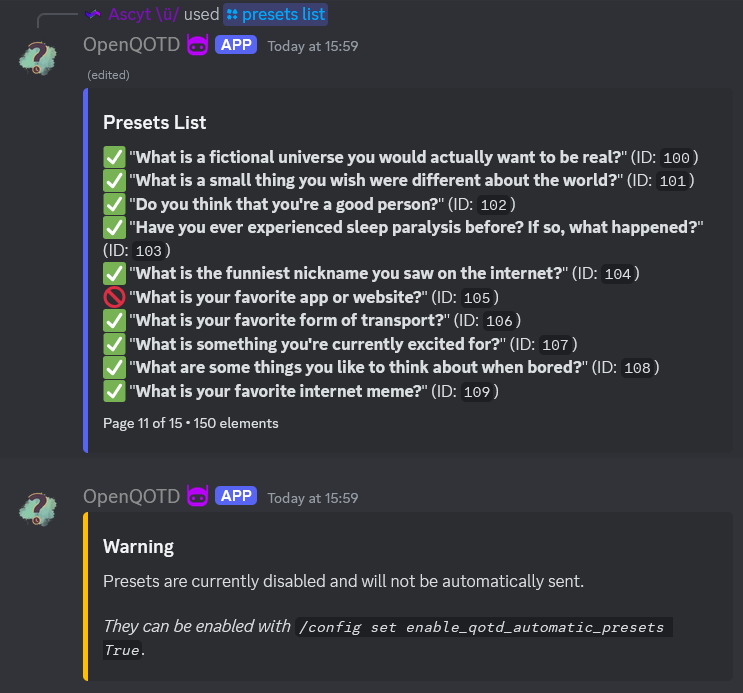 Ascyt \ü/ used presets list
OpenQOTD APP Today at 15:59
(edited)
Presets List
"What is a fictional universe you would actually want to be real?" (ID: 100)
"What is a small thing you wish were different about the world?" (ID: 101)
"Do you think that you're a good person?" (ID: 102)
"Have you ever experienced sleep paralysis before? If so, what happened?"
(ID: 103)
"What is the funniest nickname you saw on the internet?" (ID: 104)
"What is your favorite app or website?" (ID: 105)
"What is your favorite form of transport?" (ID: 106)
"What is something you're currently excited for?" (ID: 107)
"What are some things you like to think about when bored?" (ID: 108)
"What is your favorite internet meme?" (ID: 109)
Page 11 of 15 • 150 elements
OpenQOTD APP Today at 15:59
Warning
Presets are currently disabled and will not be automatically sent.
They can be enabled with /config set enable_qotd_automatic_presets
True.